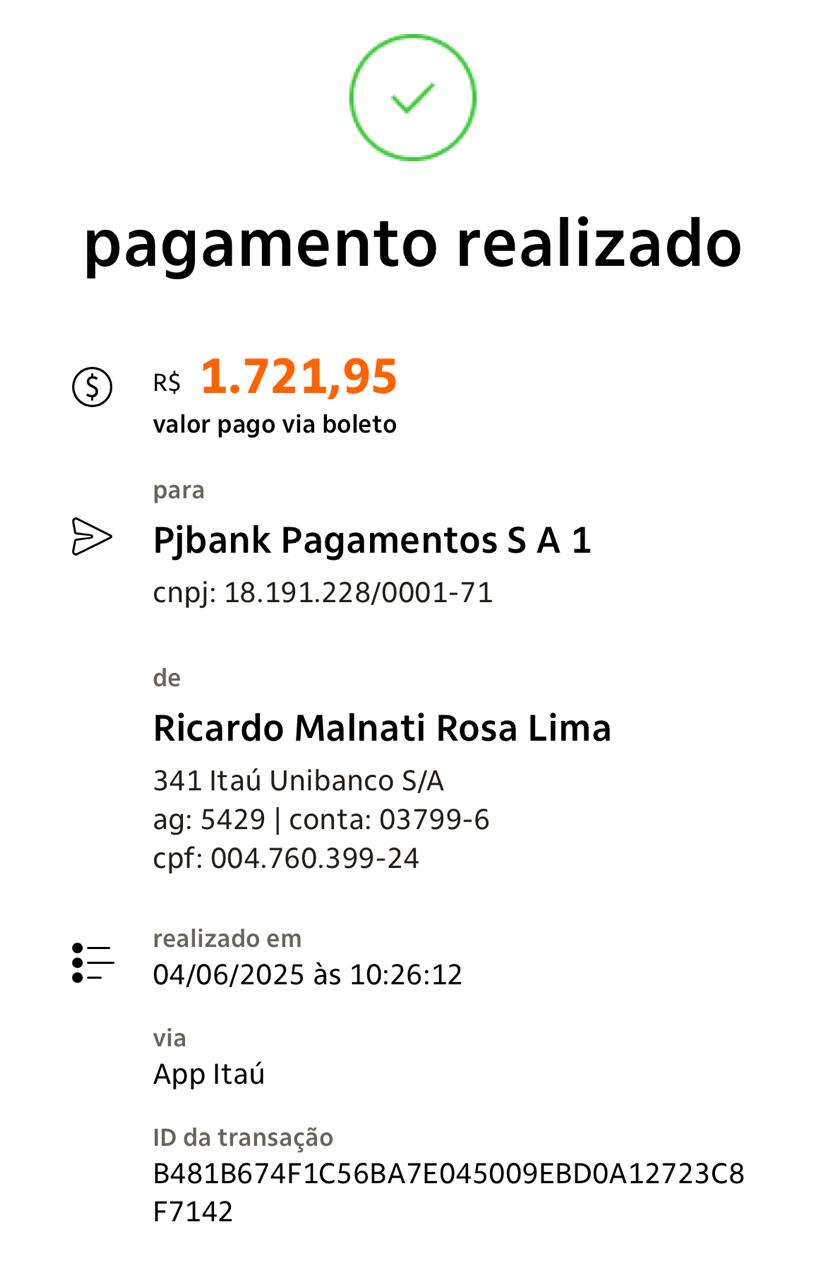 pagamento realizado
R$ 1.721,95
valor pago via boleto
para
Pjbank Pagamentos S A 1
cnpj: 18.191.228/0001-71
de
Ricardo Malnati Rosa Lima
341 Itaú Unibanco S/A
ag: 5429 | conta: 03799-6
cpf: 004.760.399-24
realizado em
04/06/2025 às 10:26:12
via
App Itaú
ID da transação
B481B674F1C56BA7E045009EBD0A12723C8
F7142